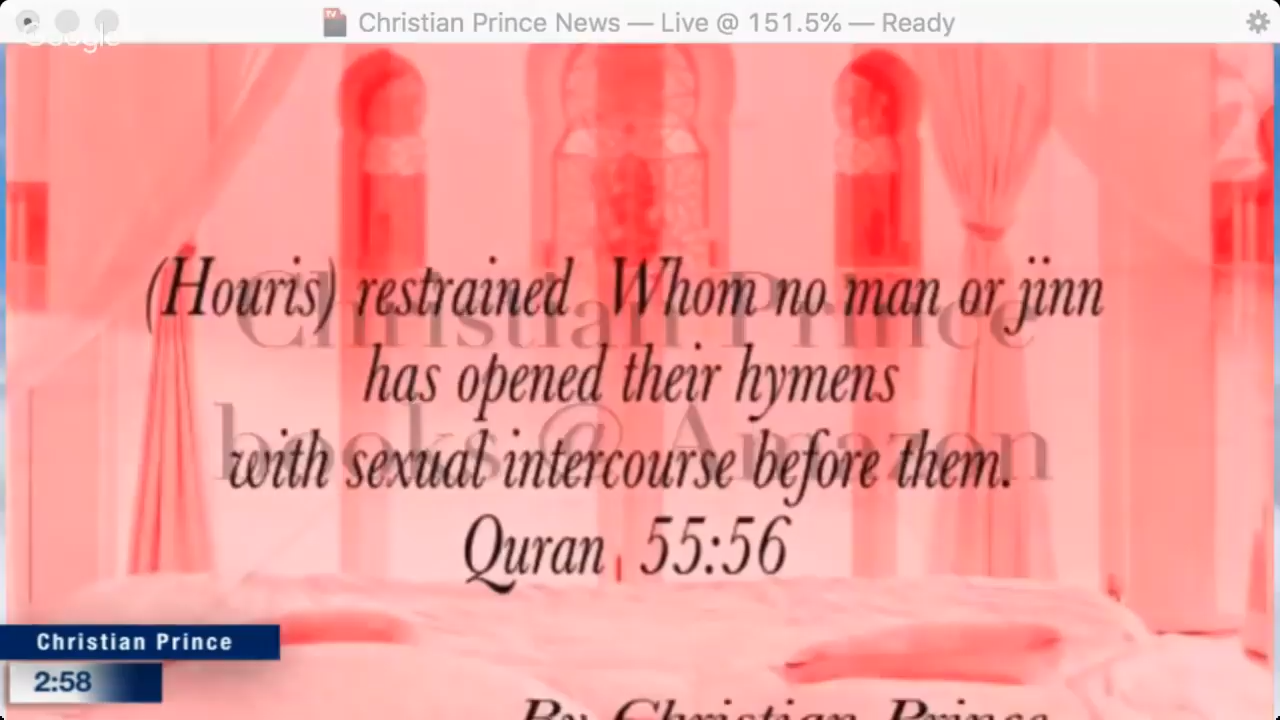 Christian Prince News — Live @ 151.5% — Ready
Google
(Houris) restrained Whom no man or jinn
has opened their hymens
with sexual intercourse before them.
Quran 55:56
Christian Prince
books @ Amazon
Christian Prince
2:58
By Christian Prince